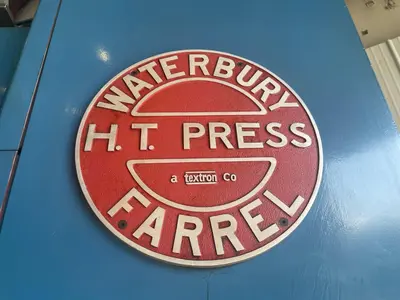 WATERBURY
H. T. PRESS
a textron Co
FARREL